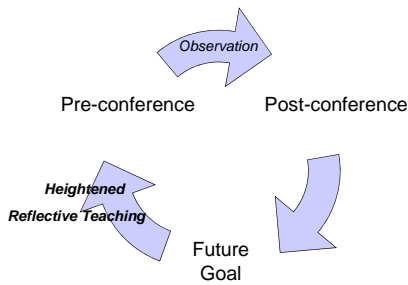 Observation
Pre-conference
Post-conference
Heightened
Reflective Teaching
Future
Goal